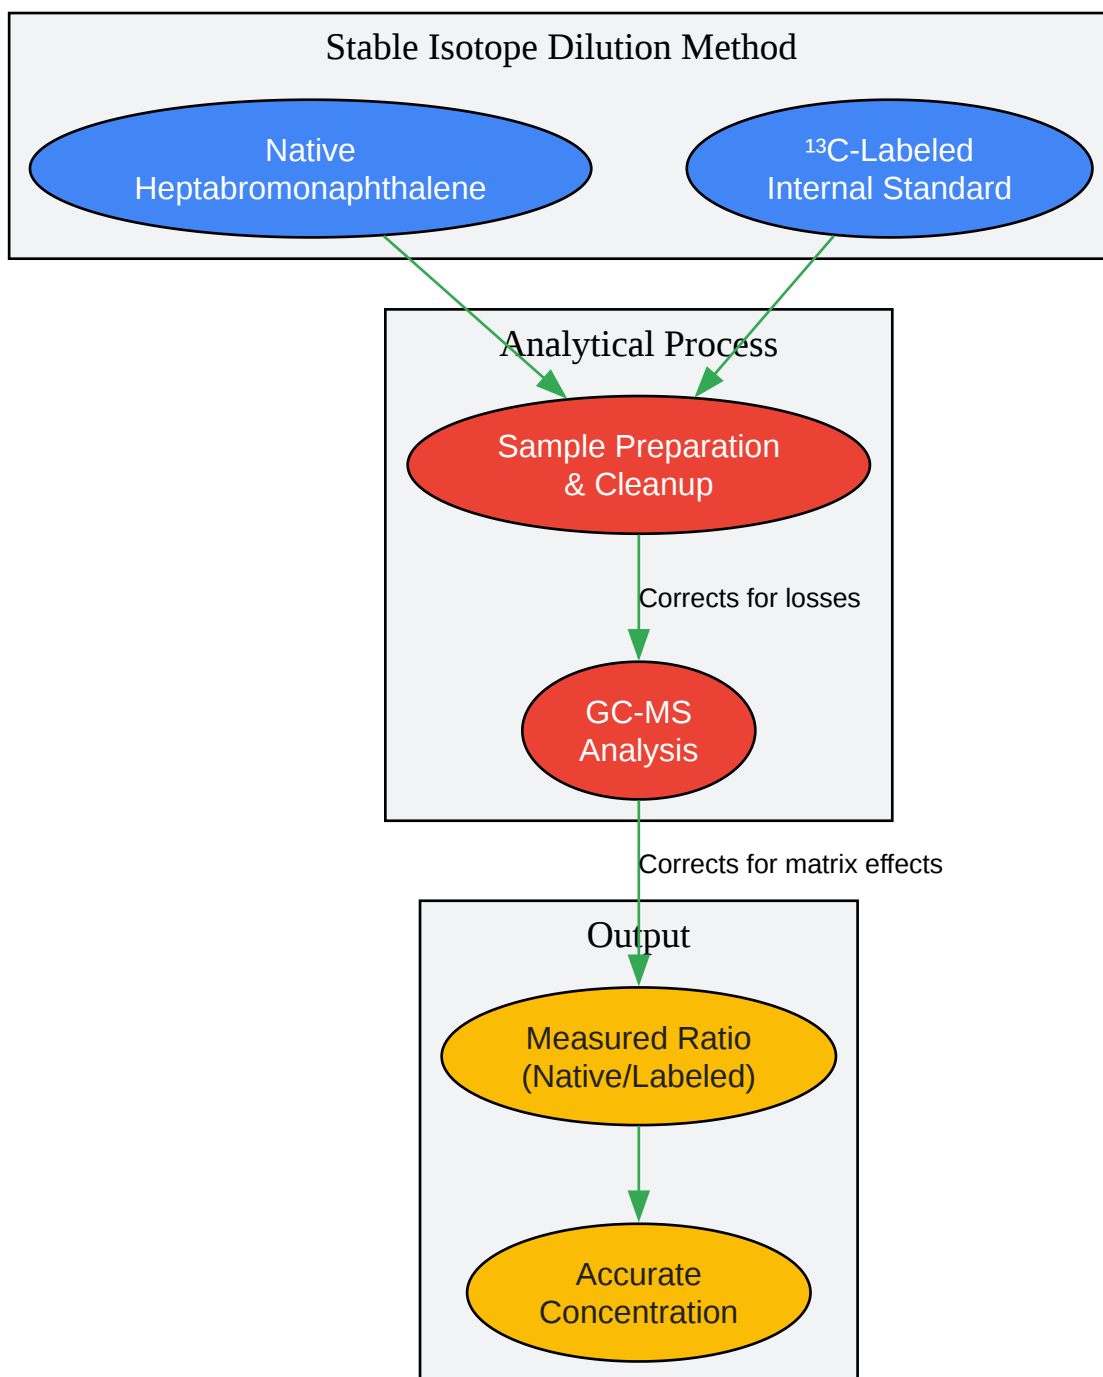 Stable Isotope Dilution Method
Native
Heptabromonaphthalene
¹³C-Labeled
Internal Standard
Analytical Process
Sample Preparation
& Cleanup
Corrects for losses
GC-MS
Analysis
Corrects for matrix effects
Output
Measured Ratio
(Native/Labeled)
Accurate
Concentration